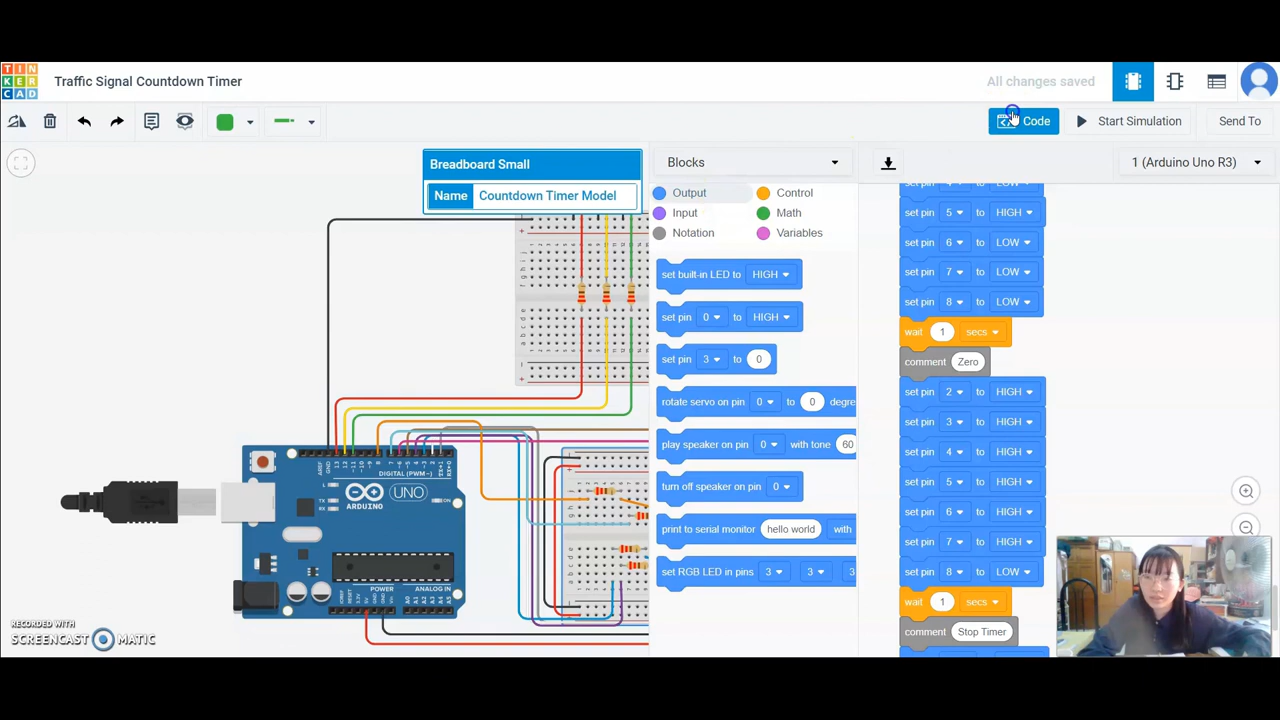 TIN
KER
CAD
Traffic Signal Countdown Timer
All changes saved
Code
Start Simulation
Send To
Breadboard Small
Name
Countdown Timer Model
Blocks
1 (Arduino Uno R3)
Output
Control
Input
Math
Notation
Variables
set built-in LED to HIGH
set pin 0 to HIGH
set pin 3 to 0
rotate servo on pin 0 to 0 degre
play speaker on pin 0 with tone 60
turn off speaker on pin 0
print to serial monitor hello world with
set RGB LED in pins 3 3 3
set pin 4 to LOW
set pin 5 to HIGH
set pin 6 to LOW
set pin 7 to LOW
set pin 8 to LOW
wait 1 secs
comment Zero
set pin 2 to HIGH
set pin 3 to HIGH
set pin 4 to HIGH
set pin 5 to HIGH
set pin 6 to HIGH
set pin 7 to HIGH
set pin 8 to LOW
wait 1 secs
comment Stop Timer
DIGITAL (PWM~)
UNO
ARDUINO
L
TX
RX
ON
POWER
ANALOG IN
RECORDED WITH
SCREENCAST MATIC